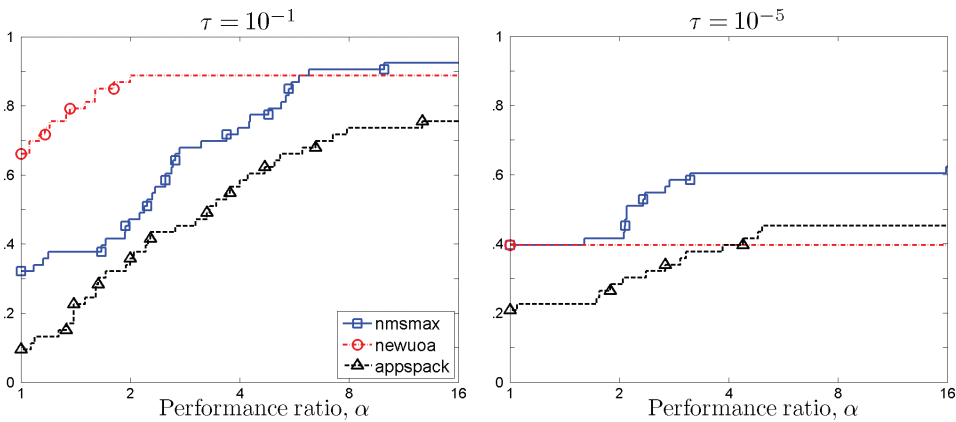 τ = 10⁻¹
1
.8
.6
.4
.2
0
1 2 4 8 16
Performance ratio, α
nmsmax
newuoa
appspack
τ = 10⁻⁵
1
.8
.6
.4
.2
0
1 2 4 8 16
Performance ratio, α